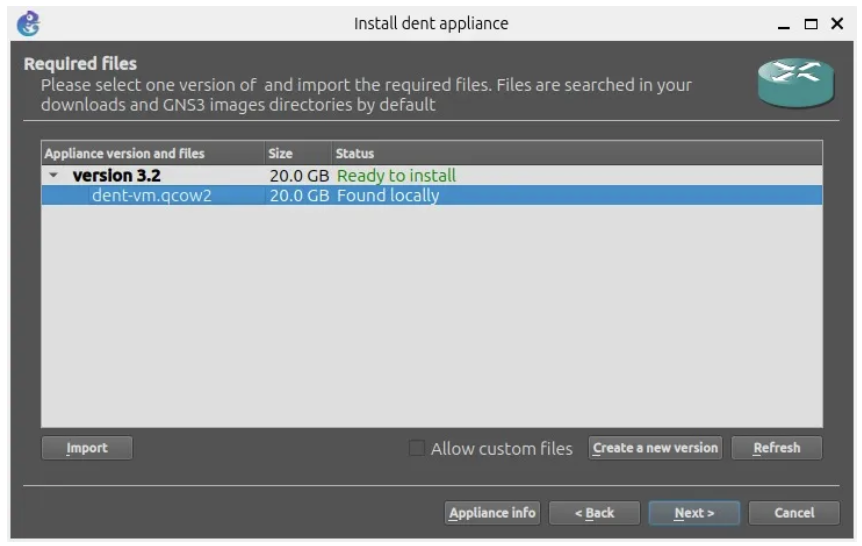 Install dent appliance
Required files
Please select one version of  and import the required files. Files are searched in your
downloads and GNS3 images directories by default
Appliance version and files Size Status
version 3.2 20.0 GB Ready to install
dent-vm.qcow2 20.0 GB Found locally
Import Allow custom files Create a new version Refresh
Appliance info < Back Next > Cancel